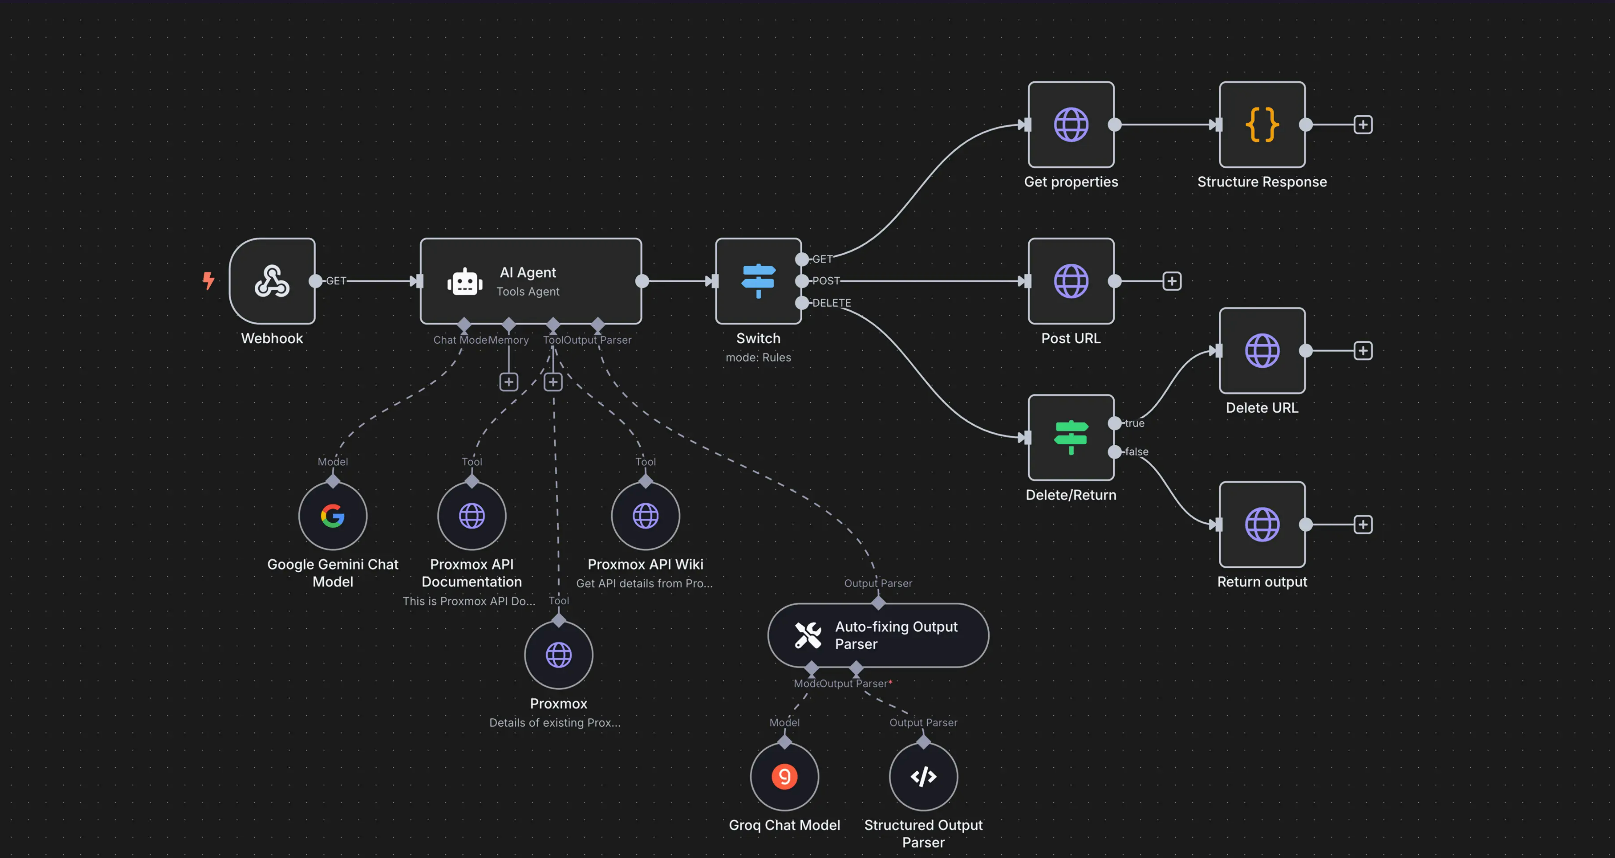 Get properties
Structure Response
GET
AI Agent
Tools Agent
GET
POST
DELETE
Webhook
Chat Mode
Memory
Tool
Output Parser
Switch
mode: Rules
Post URL
Delete URL
true
false
Delete/Return
Return output
Model
Tool
Tool
Google Gemini Chat
Model
Proxmox API
Documentation
This is Proxmox API Do...
Proxmox API Wiki
Get API details from Pro...
Tool
Proxmox
Details of existing Prox...
Output Parser
Auto-fixing Output
Parser
Mode
Output Parser*
Model
Output Parser
9
Groq Chat Model
Structured Output
Parser